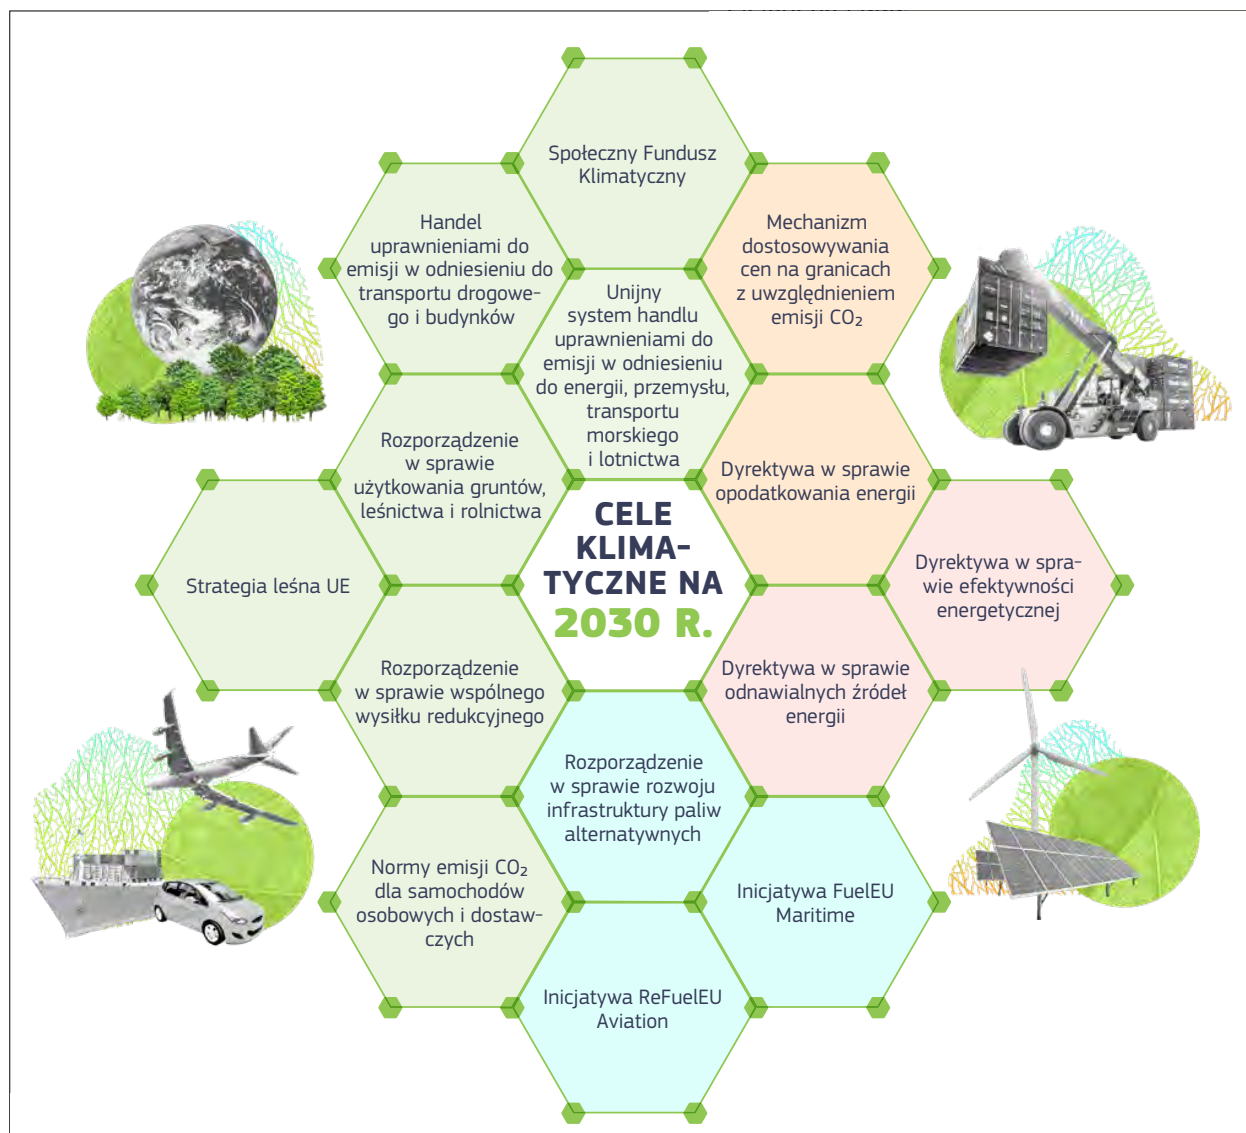 Społeczny Fundusz
Klimatyczny
Handel
uprawnieniami do
emisji w odniesieniu do
transportu drogowe-
go i budynków
Mechanizm
dostosowywania
cen na granicach
z uwzględnieniem
emisji CO₂
Unijny
system handlu
uprawnieniami do
emisji w odniesieniu
do energii, przemysłu,
transportu
morskiego
i lotnictwa
Rozporządzenie
w sprawie
użytkowania gruntów,
leśnictwa i rolnictwa
Dyrektywa w sprawie
opodatkowania energii
Strategia leśna UE
CELE
KLIMA-
TYCZNE NA
2030 R.
Dyrektywa w spra-
wie efektywności
energetycznej
Rozporządzenie
w sprawie wspólnego
wysiłku redukcyjnego
Dyrektywa w sprawie
odnawialnych źródeł
energii
Rozporządzenie
w sprawie rozwoju
infrastruktury paliw
alternatywnych
Normy emisji CO₂
dla samochodów
osobowych i dostaw-
czych
Inicjatywa FuelEU
Maritime
Inicjatywa ReFuelEU
Aviation